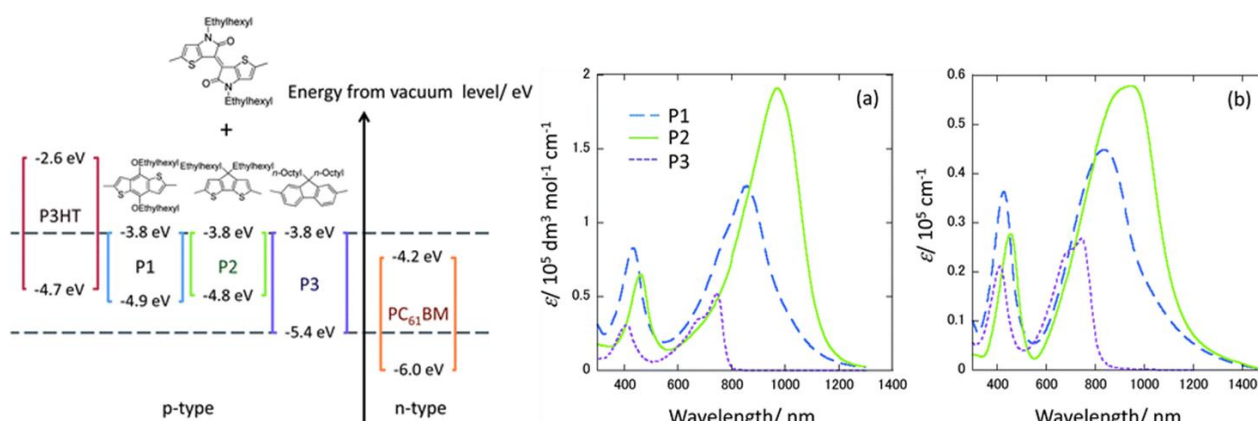 Ethylhexyl
N
O
S
S
O
N
Ethylhexyl
+
Energy from vacuum level/ eV
-2.6 eV
P3HT
-4.7 eV
OEthylhexyl
S
S
OEthylhexyl
Ethylhexyl Ethylhexyl
S S
n-Octyl n-Octyl
-3.8 eV -3.8 eV -3.8 eV
P1 P2 P3
-4.9 eV -4.8 eV
-5.4 eV
-4.2 eV
PC61BM
-6.0 eV
p-type n-type
(a)
P1
P2
P3
ε/ 10⁵ dm³ mol⁻¹ cm⁻¹
2
1.5
1
0.5
0
400 600 800 1000 1200 1400
Wavelength/ nm
(b)
ε/ 10⁵ cm⁻¹
0.6
0.5
0.4
0.3
0.2
0.1
0
400 600 800 1000 1200 1400
Wavelength/ nm